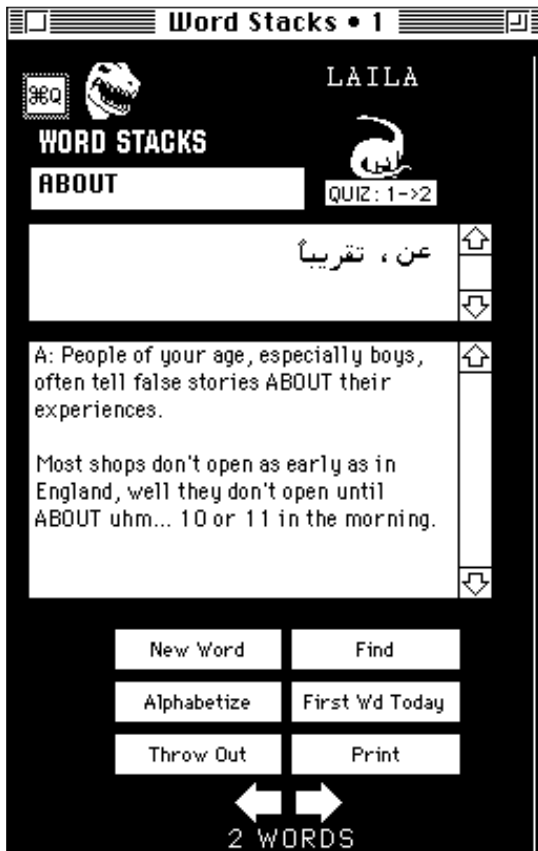 Word Stacks • 1
⌘Q
LAILA
WORD STACKS
ABOUT
QUIZ: 1->2
عن ، تقريباً
A: People of your age, especially boys,
often tell false stories ABOUT their
experiences.
Most shops don't open as early as in
England, well they don't open until
ABOUT uhm... 10 or 11 in the morning.
New Word
Find
Alphabetize
First Wd Today
Throw Out
Print
2 WORDS